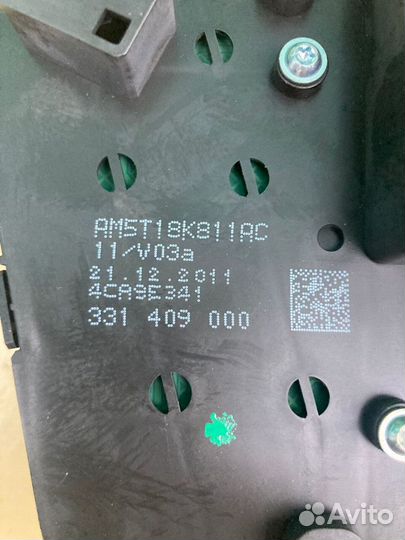 AM5T18K811AC
11/V03a
21.12.2011
4CA9E341
331 409 000
Avito